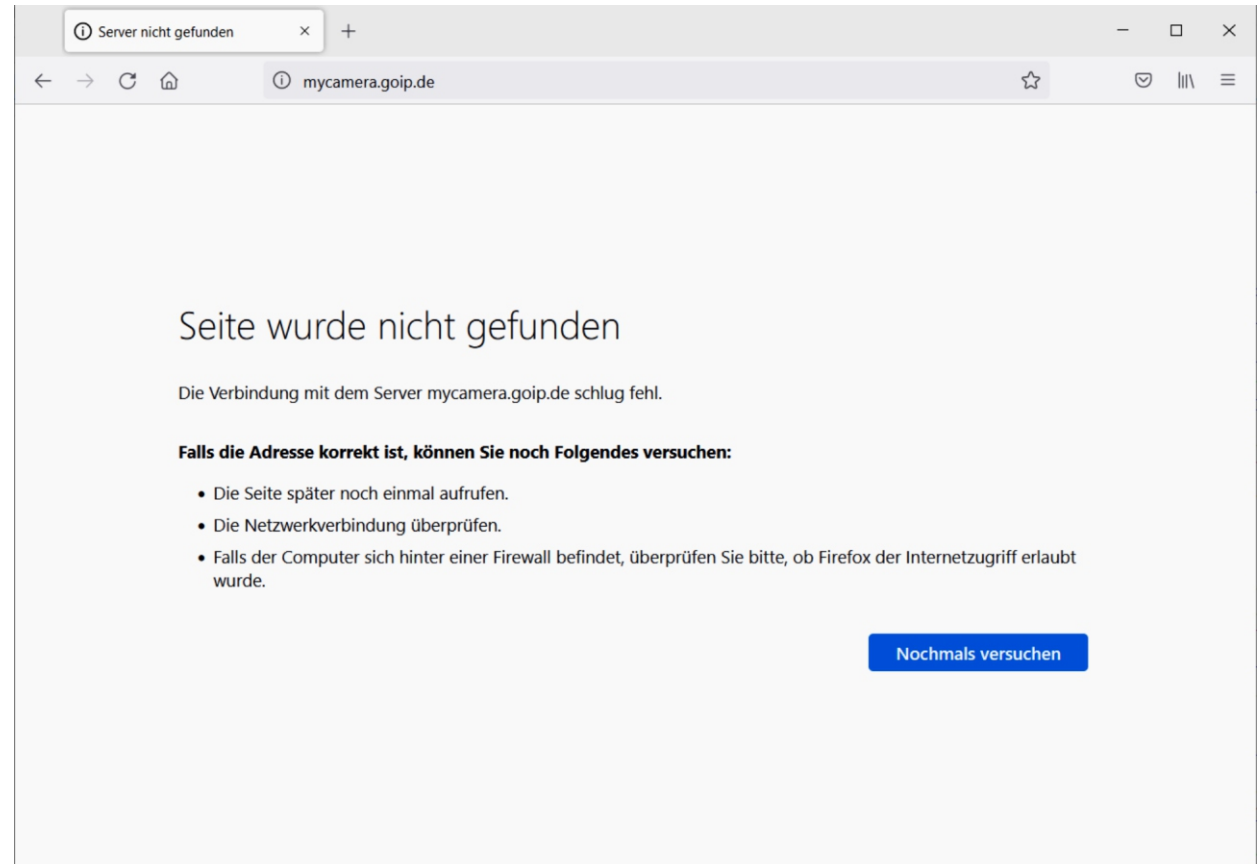 Server nicht gefunden
mycamera.goip.de
Seite wurde nicht gefunden
Die Verbindung mit dem Server mycamera.goip.de schlug fehl.
Falls die Adresse korrekt ist, können Sie noch Folgendes versuchen:
• Die Seite später noch einmal aufrufen.
• Die Netzwerkverbindung überprüfen.
• Falls der Computer sich hinter einer Firewall befindet, überprüfen Sie bitte, ob Firefox der Internetzugriff erlaubt
wurde.
Nochmals versuchen